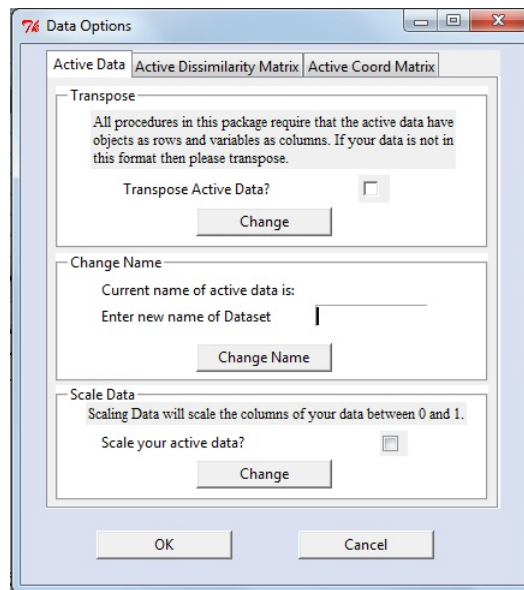 Data Options
Active Data Active Dissimilarity Matrix Active Coord Matrix
Transpose
All procedures in this package require that the active data have
objects as rows and variables as columns. If your data is not in
this format then please transpose.
Transpose Active Data?
Change
Change Name
Current name of active data is:
Enter new name of Dataset
Change Name
Scale Data
Scaling Data will scale the columns of your data between 0 and 1.
Scale your active data?
Change
OK Cancel